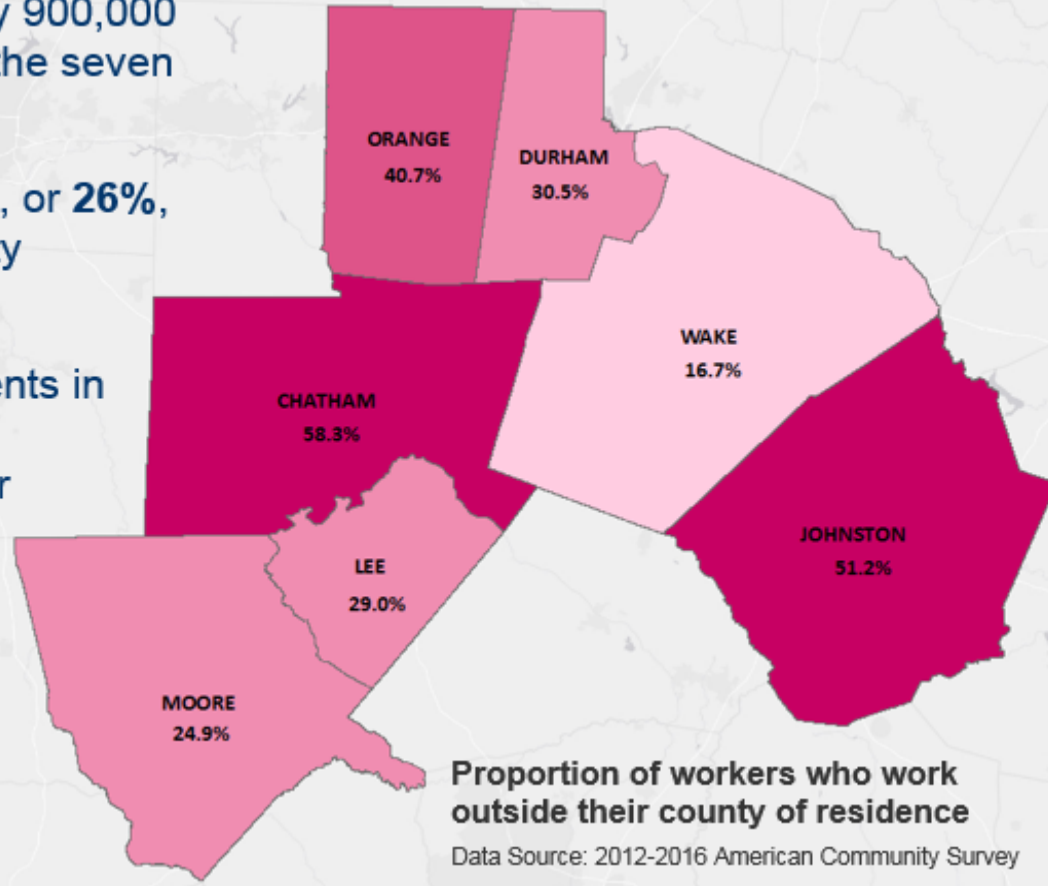 y 900,000
the seven
, or 26%,
ty
ents in
r
ORANGE
40.7%
DURHAM
30.5%
WAKE
16.7%
CHATHAM
58.3%
JOHNSTON
51.2%
LEE
29.0%
MOORE
24.9%
Proportion of workers who work
outside their county of residence
Data Source: 2012-2016 American Community Survey